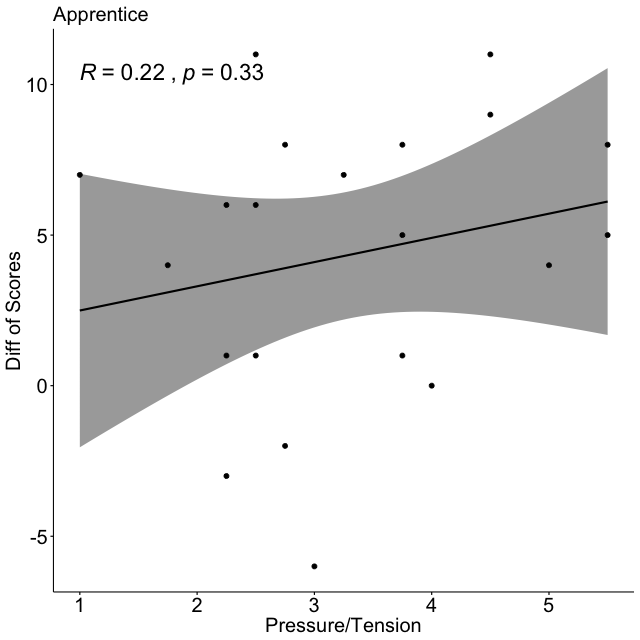 Apprentice
R = 0.22 , p = 0.33
10
5
0
-5
Diff of Scores
1 2 3 4 5
Pressure/Tension